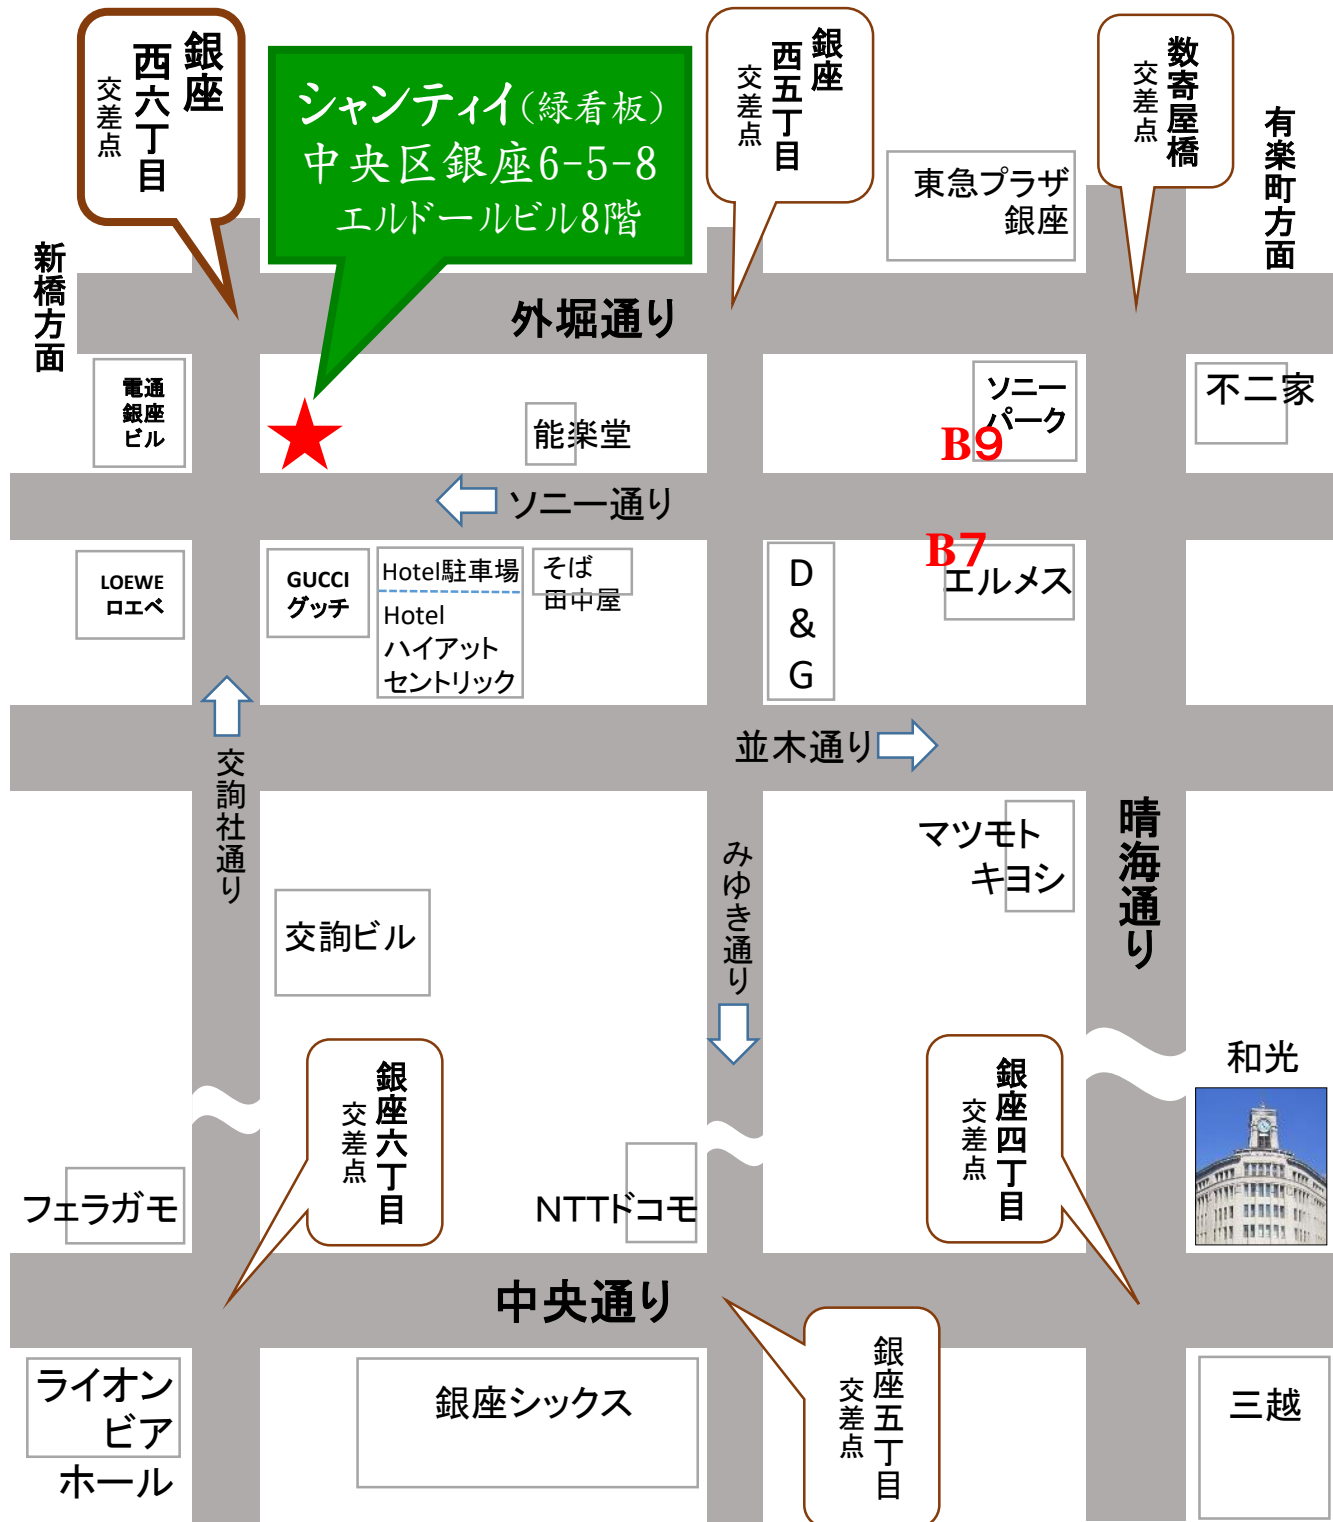 銀座
西六丁目
交差点
シャンティイ(緑看板)
中央区銀座6-5-8
エルドールビル8階
銀座
西五丁目
交差点
数寄屋橋
交差点
有楽町方面
東急プラザ
銀座
新橋方面
外堀通り
電通
銀座
ビル
能楽堂
ソニー
パーク
B9
不二家
ソニー通り
LOEWE
ロエベ
GUCCI
グッチ
Hotel駐車場
Hotel
ハイアット
セントリック
そば
田中屋
D
&
G
B7
エルメス
並木通り
交詢社通り
みゆき通り
マツモト
キヨシ
晴海通り
交詢ビル
銀座六丁目
交差点
銀座四丁目
交差点
和光
フェラガモ
NTTドコモ
中央通り
銀座五丁目
交差点
ライオン
ビア
ホール
銀座シックス
三越